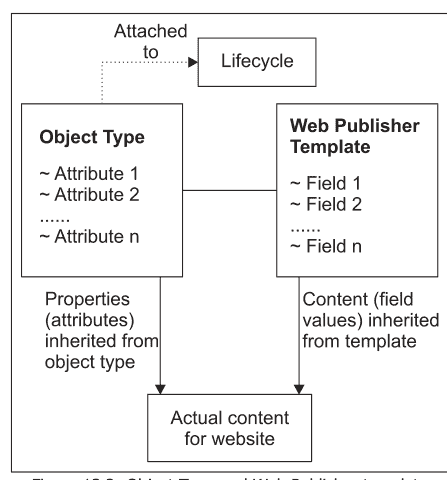 Attached
to
Lifecycle
Object Type
~ Attribute 1
~ Attribute 2
......
~ Attribute n
Web Publisher
Template
~ Field 1
~ Field 2
......
~ Field n
Properties
(attributes)
inherited from
object type
Content (field
values) inherited
from template
Actual content
for website